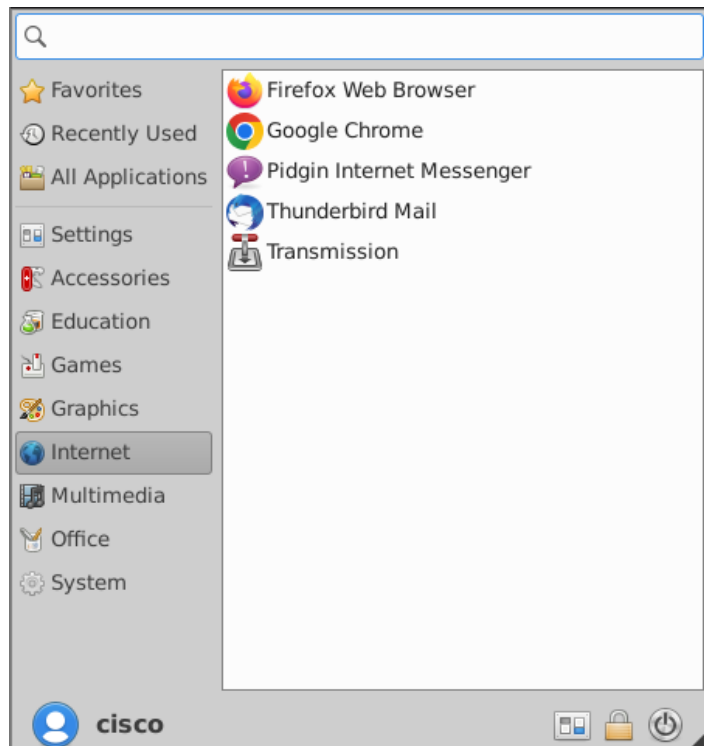 Favorites
Recently Used
All Applications
Settings
Accessories
Education
Games
Graphics
Internet
Multimedia
Office
System
Firefox Web Browser
Google Chrome
Pidgin Internet Messenger
Thunderbird Mail
Transmission
cisco